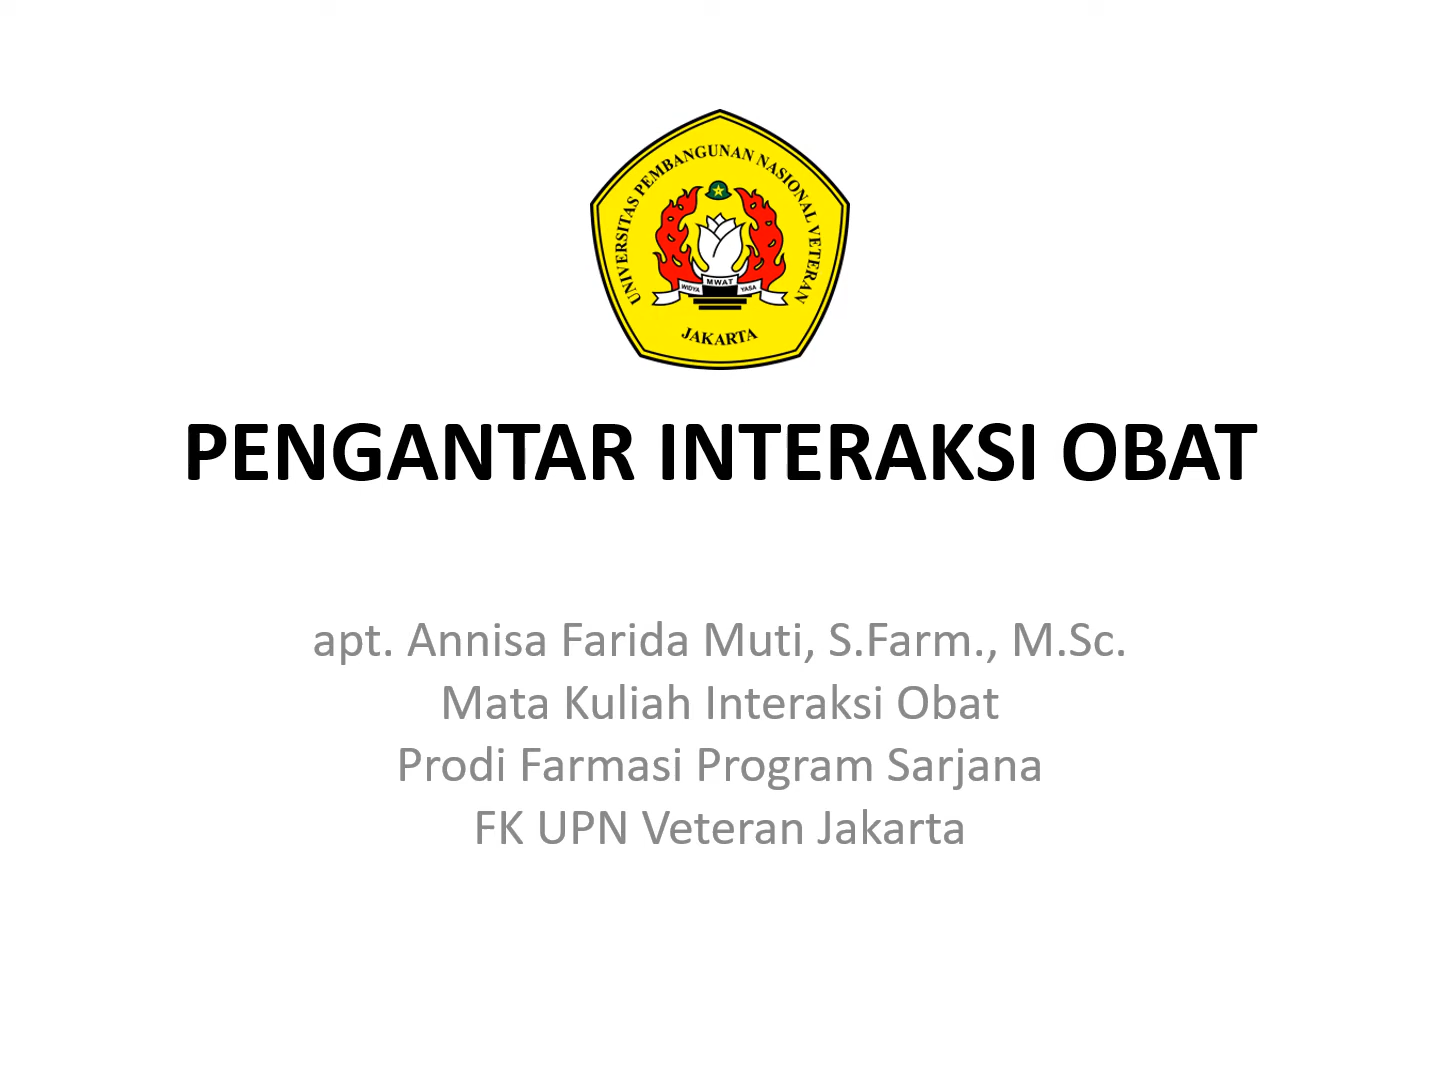 UNIVERSITAS PEMBANGUNAN NASIONAL VETERAN
WIDYA MWAT YASA
JAKARTA
PENGANTAR INTERAKSI OBAT
apt. Annisa Farida Muti, S.Farm., M.Sc.
Mata Kuliah Interaksi Obat
Prodi Farmasi Program Sarjana
FK UPN Veteran Jakarta